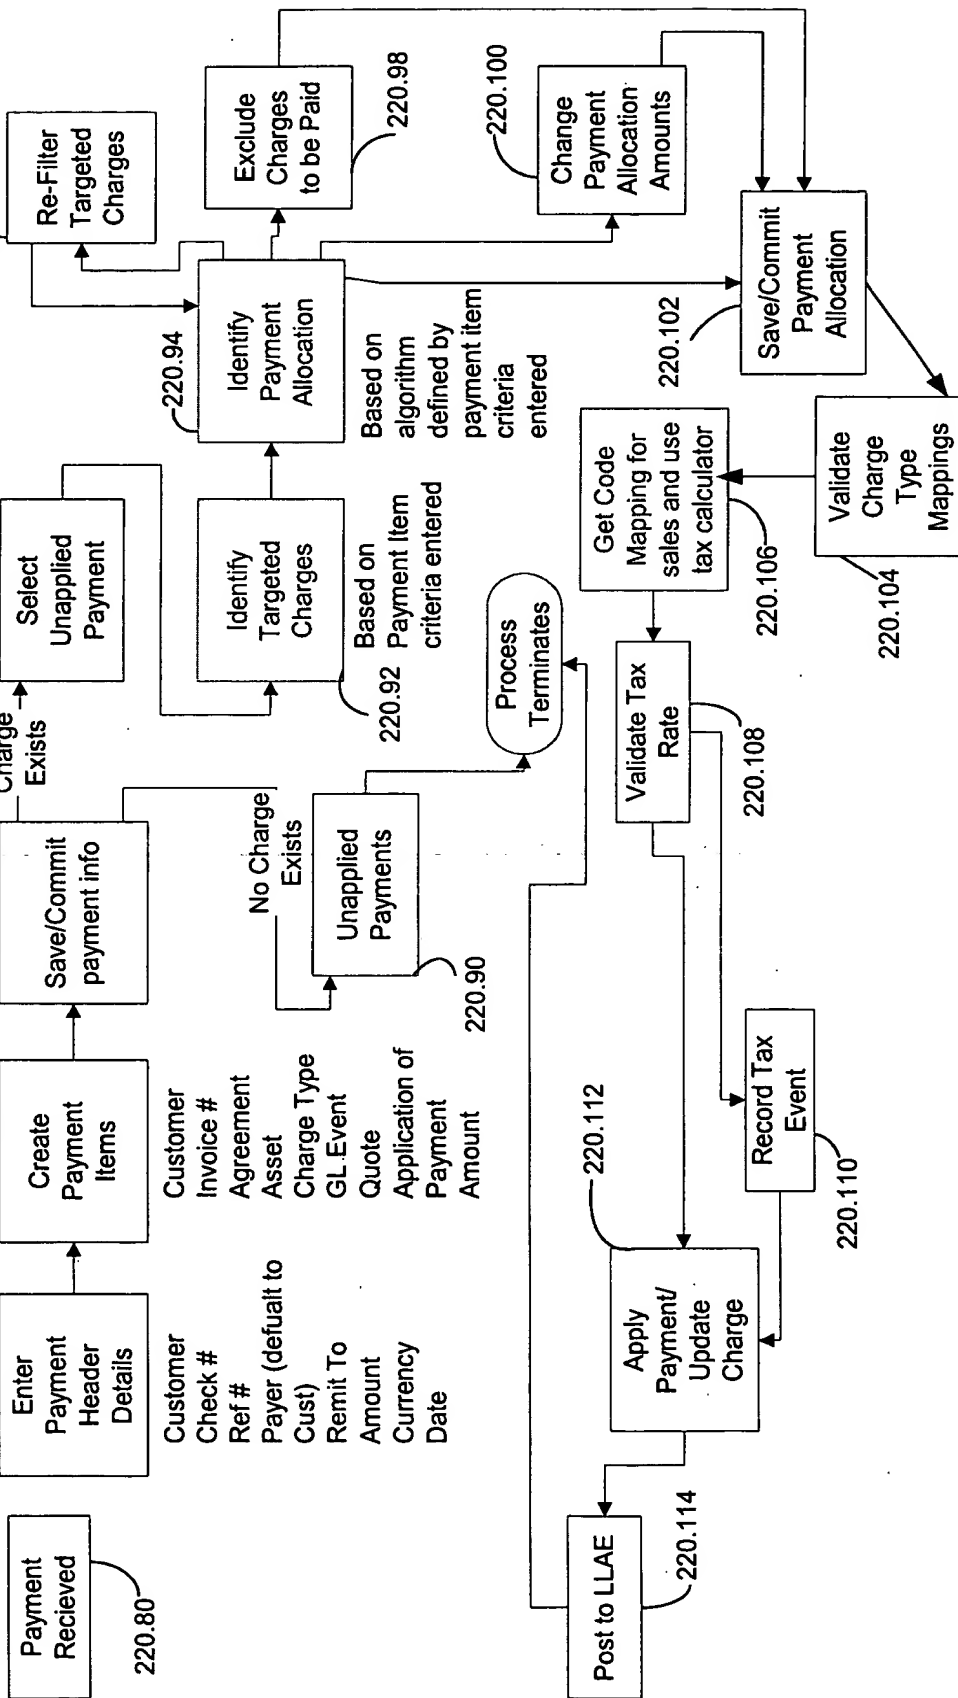 Payment
Recieved
220.80
Enter
Payment
Header
Details
Customer
Check #
Ref #
Payer (defualt to
Cust)
Remit To
Amount
Currency
Date
Create
Payment
Items
Customer
Invoice #
Agreement
Asset
Charge Type
GL Event
Quote
Application of
Payment
Amount
Save/Commit
payment info
Charge
Exists
No Charge
Exists
Unapplied
Payments
220.90
Select
Unapplied
Payment
Identify
Targeted
Charges
220.92
Based on
Payment Item
criteria entered
Process
Terminates
Identify
Payment
Allocation
220.94
Based on
algorithm
defined by
payment item
criteria
entered
Re-Filter
Targeted
Charges
Exclude
Charges
to be Paid
220.98
Change
Payment
Allocation
Amounts
220.100
Save/Commit
Payment
Allocation
220.102
Validate
Charge
Type
Mappings
220.104
Get Code
Mapping for
sales and use
tax calculator
220.106
Validate Tax
Rate
220.108
Record Tax
Event
220.110
Apply
Payment/
Update
Charge
220.112
Post to LLAE
220.114